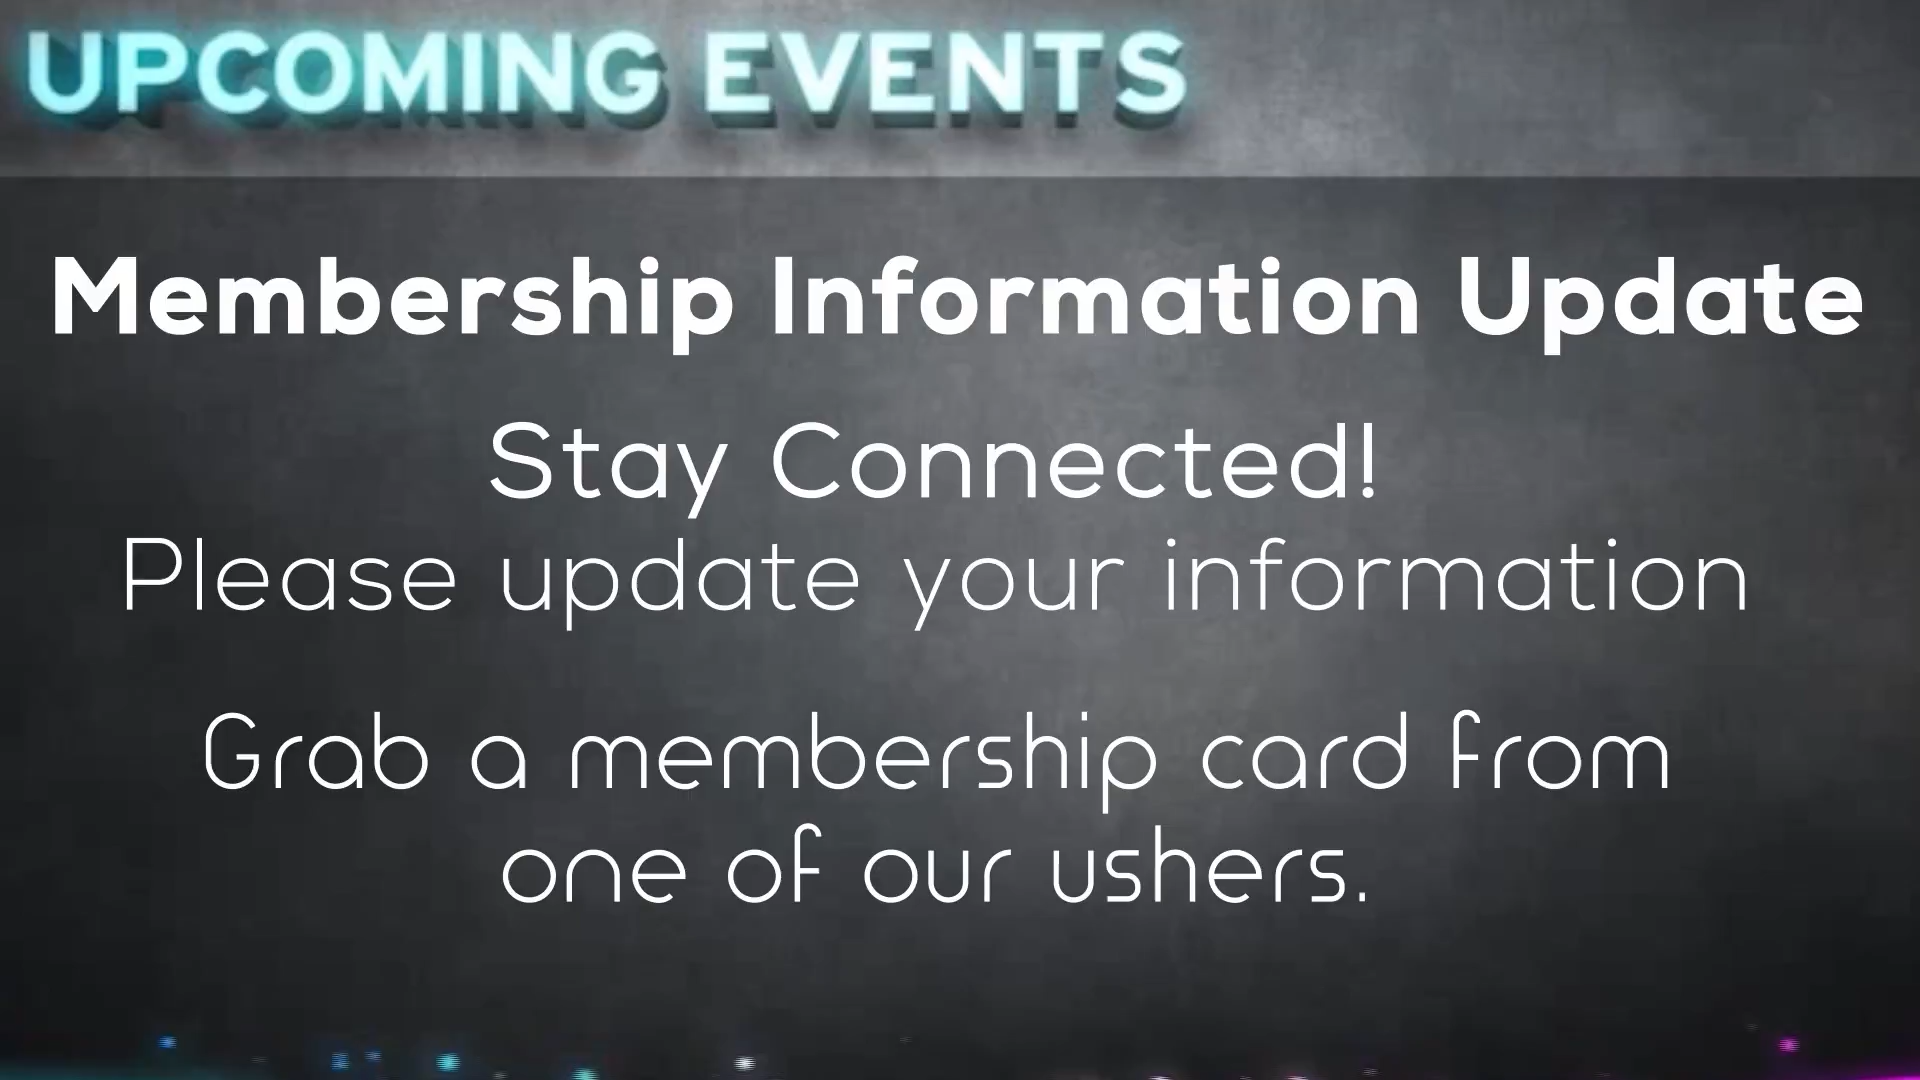 UPCOMING EVENTS
Membership Information Update
Stay Connected!
Please update your information
Grab a membership card from
one of our ushers.